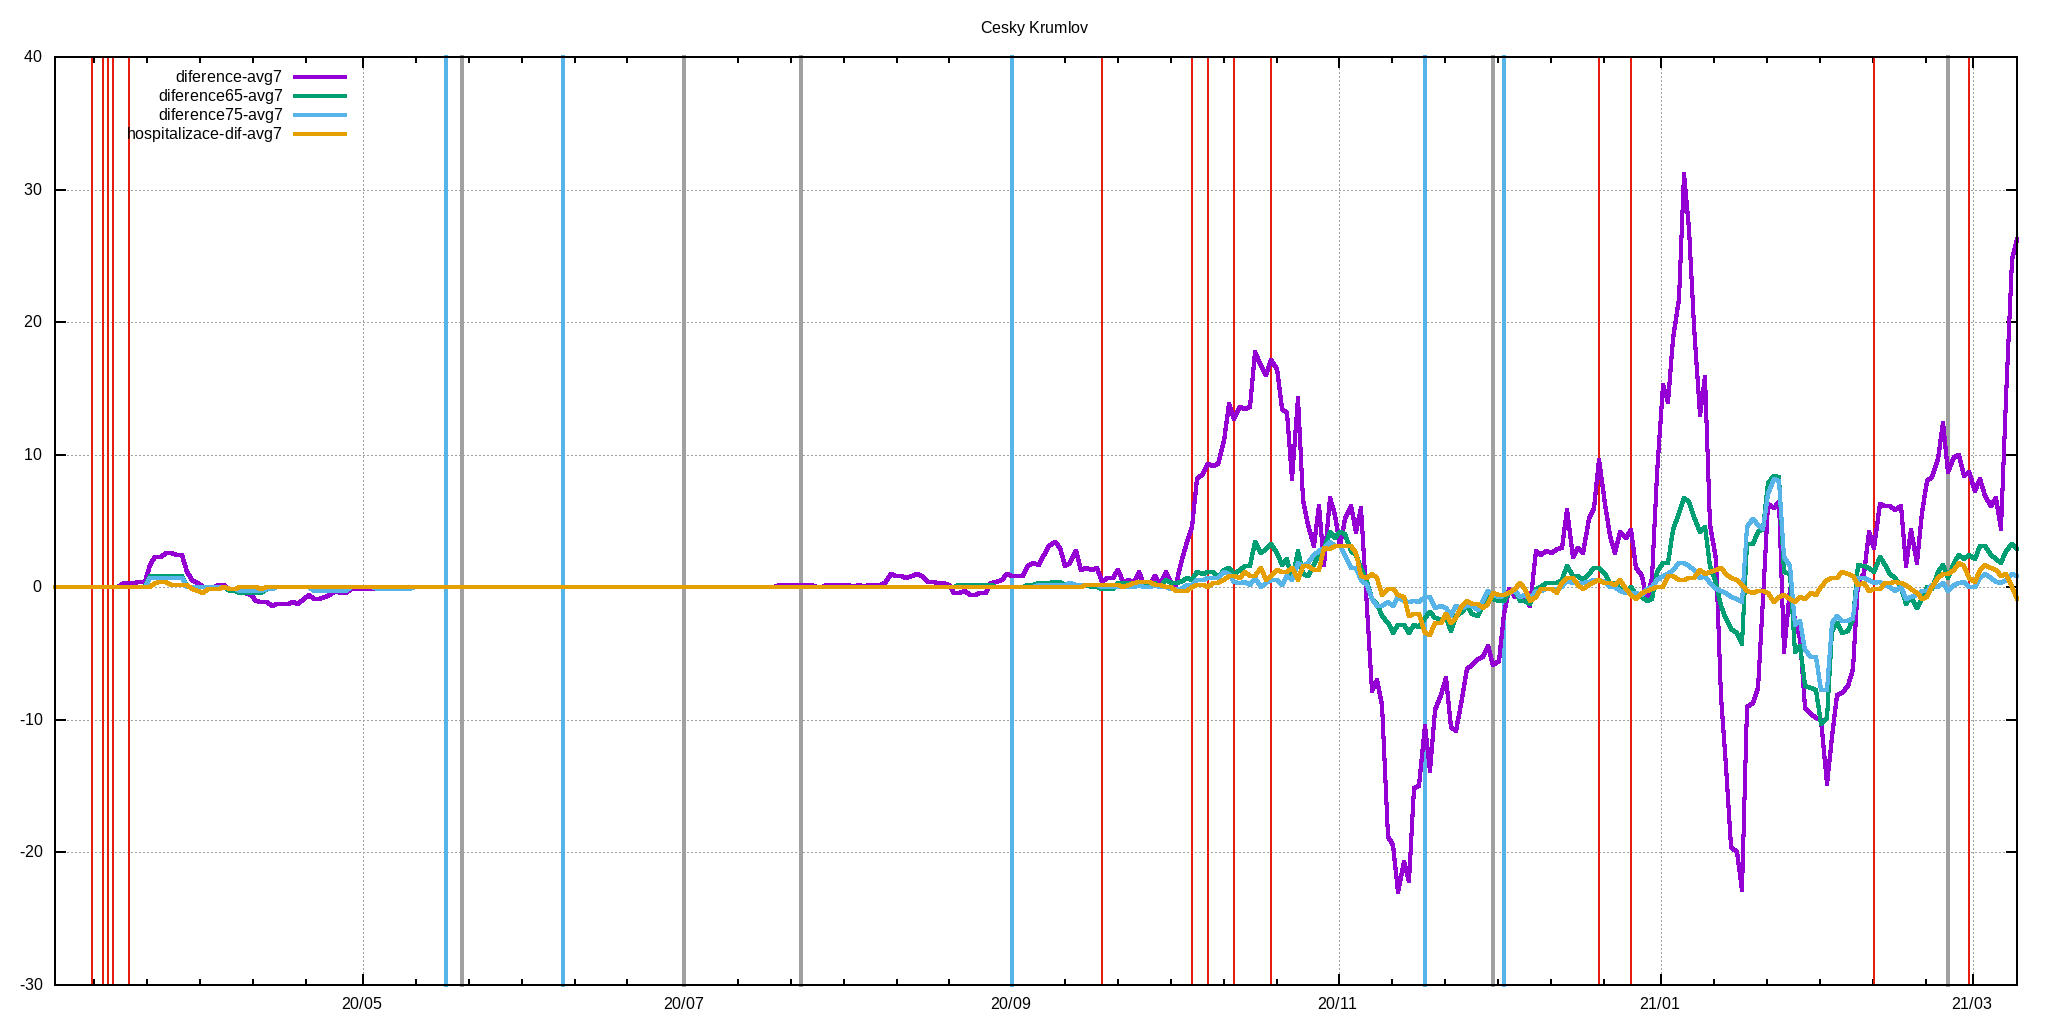 Cesky Krumlov
40
diference-avg7
diference65-avg7
diference75-avg7
hospitalizace-dif-avg7
30
20
10
0
-10
-20
-30
20/05 20/07 20/09 20/11 21/01 21/03